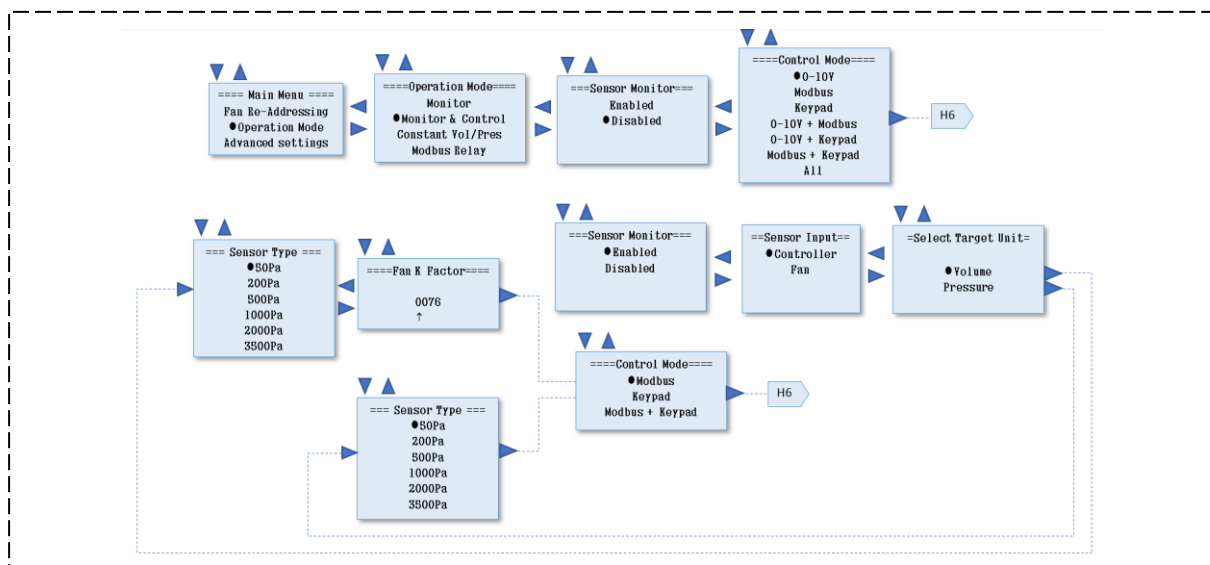 ==== Main Menu ====
Fan Re-Addressing
●Operation Mode
Advanced settings
====Operation Mode====
Monitor
●Monitor & Control
Constant Vol/Pres
Modbus Relay
===Sensor Monitor===
Enabled
●Disabled
====Control Mode====
●0-10V
Modbus
Keypad
0-10V + Modbus
0-10V + Keypad
Modbus + Keypad
All
H6
=== Sensor Type ===
●50Pa
200Pa
500Pa
1000Pa
2000Pa
3500Pa
====Fan K Factor====
0076
↑
===Sensor Monitor===
●Enabled
Disabled
==Sensor Input==
●Controller
Fan
=Select Target Unit=
●Volume
Pressure
=== Sensor Type ===
●50Pa
200Pa
500Pa
1000Pa
2000Pa
3500Pa
====Control Mode====
●Modbus
Keypad
Modbus + Keypad
H6